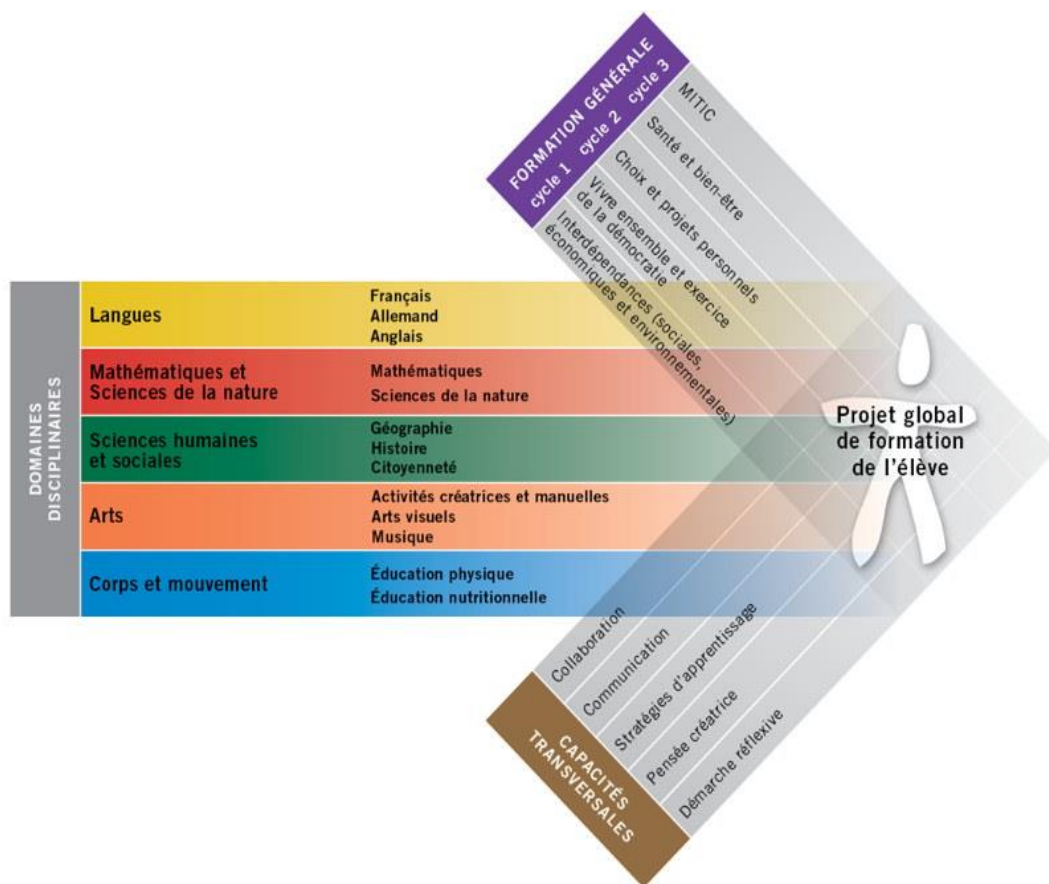 FORMATION GÉNÉRALE
cycle 1 cycle 2 cycle 3
MITIC
Santé et bien-être
Choix et projets personnels
Vivre ensemble et exercice
de la démocratie
Interdépendances (sociales,
économiques et environnementales)
DOMAINES
DISCIPLINAIRES
Langues
Français
Allemand
Anglais
Mathématiques et
Sciences de la nature
Mathématiques
Sciences de la nature
Sciences humaines
et sociales
Géographie
Histoire
Citoyenneté
Arts
Activités créatrices et manuelles
Arts visuels
Musique
Corps et mouvement
Éducation physique
Éducation nutritionnelle
Projet global
de formation
de l'élève
Collaboration
Communication
Stratégies d'apprentissage
Pensée créatrice
Démarche réflexive
CAPACITÉS
TRANSVERSALES